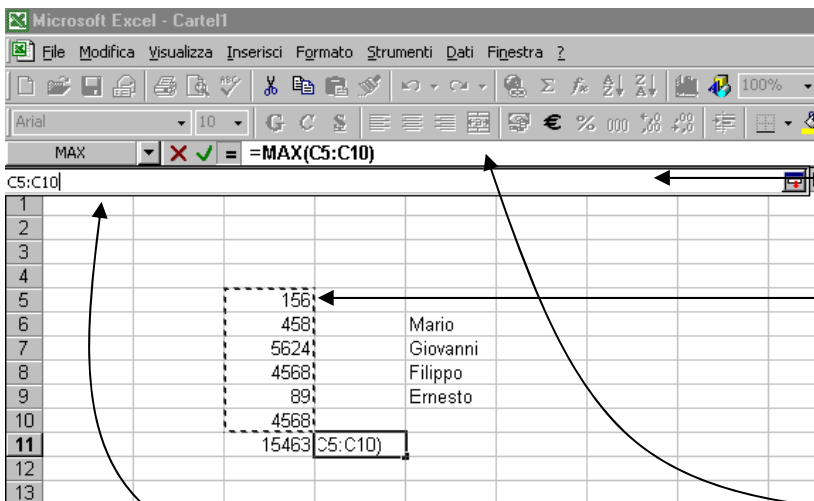 Microsoft Excel - Cartel1
File Modifica Visualizza Inserisci Formato Strumenti Dati Finestra ?
ABC Σ fx A Z Z A 100%
Arial 10 G C S € % 000
MAX = =MAX(C5:C10)
C5:C10
1
2
3
4
5 156
6 458 Mario
7 5624 Giovanni
8 4568 Filippo
9 89 Ernesto
10 4568
11 15463 C5:C10)
12
13